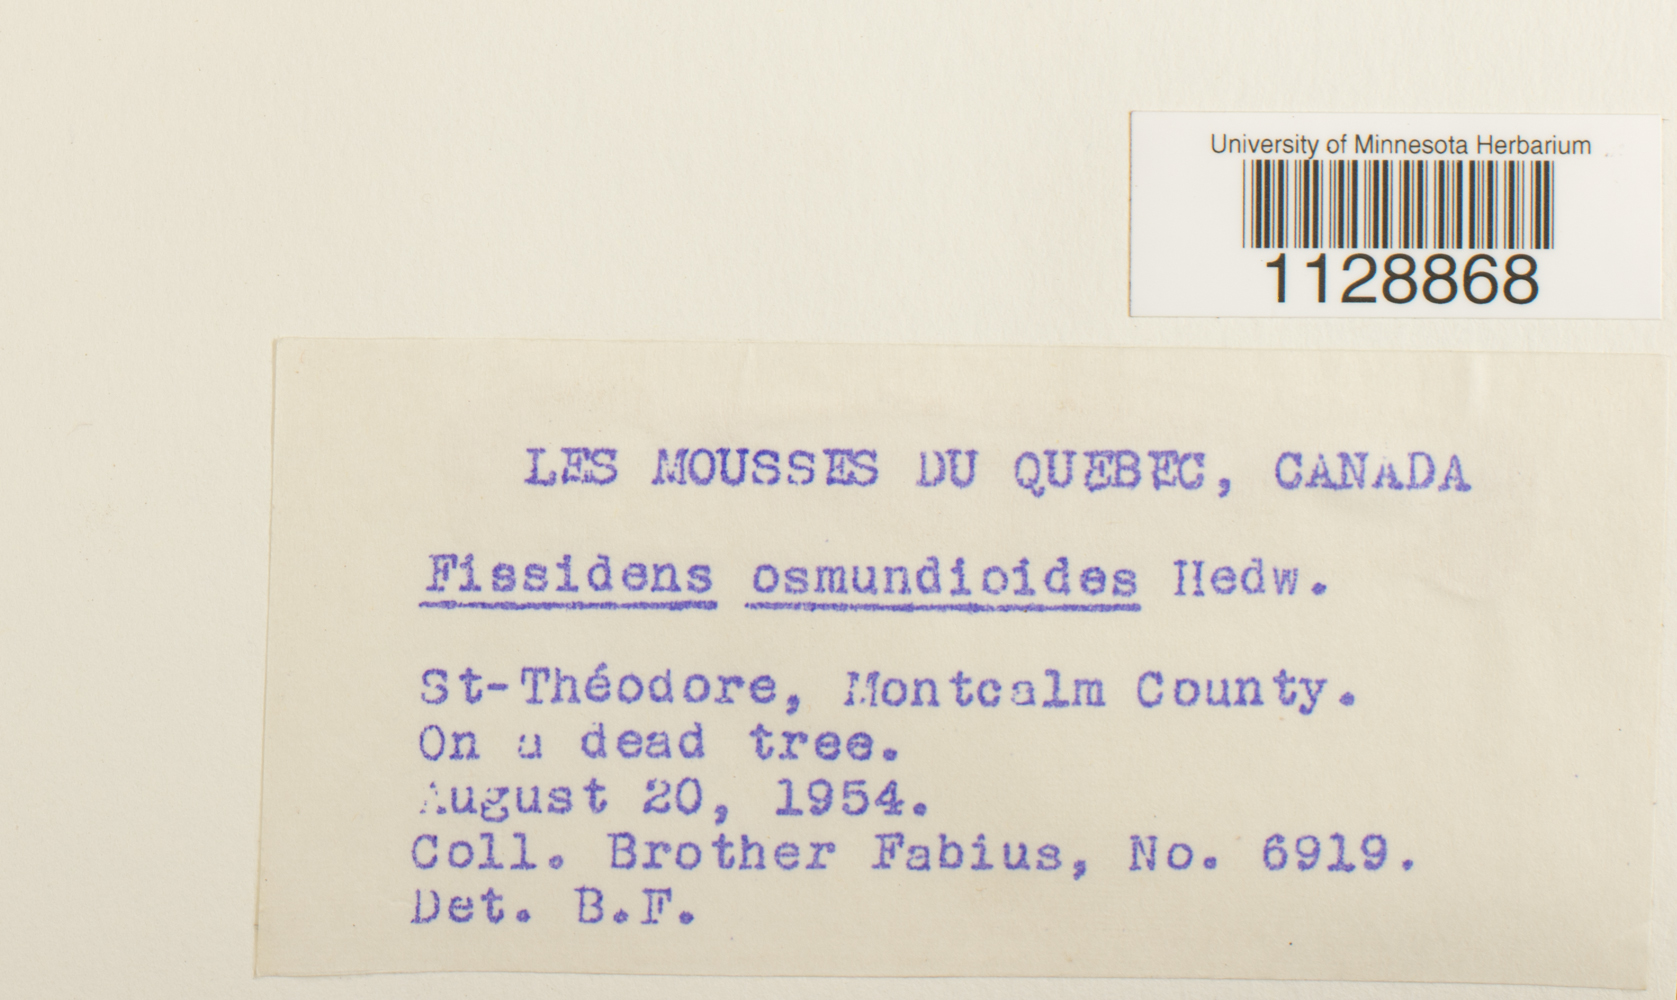 University of Minnesota Herbarium
1128868
LES MOUSSES DU QUEBEC, CANADA
Fissidens osmundioides Hedw.
St-Théodore, Montcalm County.
On a dead tree.
August 20, 1954.
Coll. Brother Fabius, No. 6919.
Det. B.F.